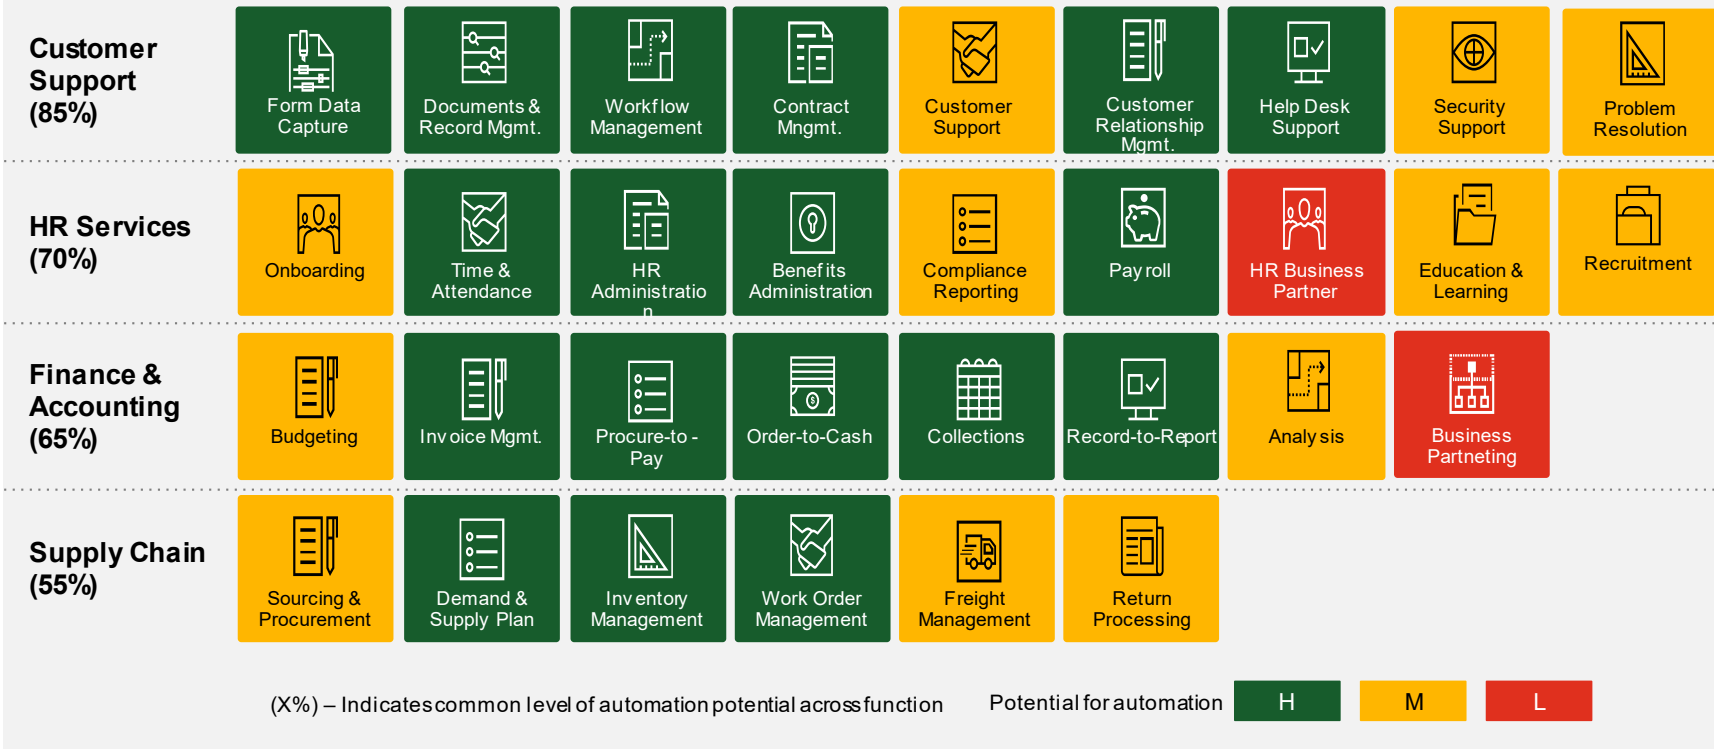 Customer
Support
(85%)
Form Data
Capture
Documents &
Record Mgmt.
Workflow
Management
Contract
Mngmt.
Customer
Support
Customer
Relationship
Mgmt.
Help Desk
Support
Security
Support
Problem
Resolution
HR Services
(70%)
Onboarding
Time &
Attendance
HR
Administratio
n
Benefits
Administration
Compliance
Reporting
Payroll
HR Business
Partner
Education &
Learning
Recruitment
Finance &
Accounting
(65%)
Budgeting
Invoice Mgmt.
Procure-to -
Pay
$
Order-to-Cash
Collections
Record-to-Report
Analysis
Business
Partneting
Supply Chain
(55%)
Sourcing &
Procurement
Demand &
Supply Plan
Inventory
Management
Work Order
Management
Freight
Management
Return
Processing
(X%) – Indicates common level of automation potential across function
Potential for automation H M L